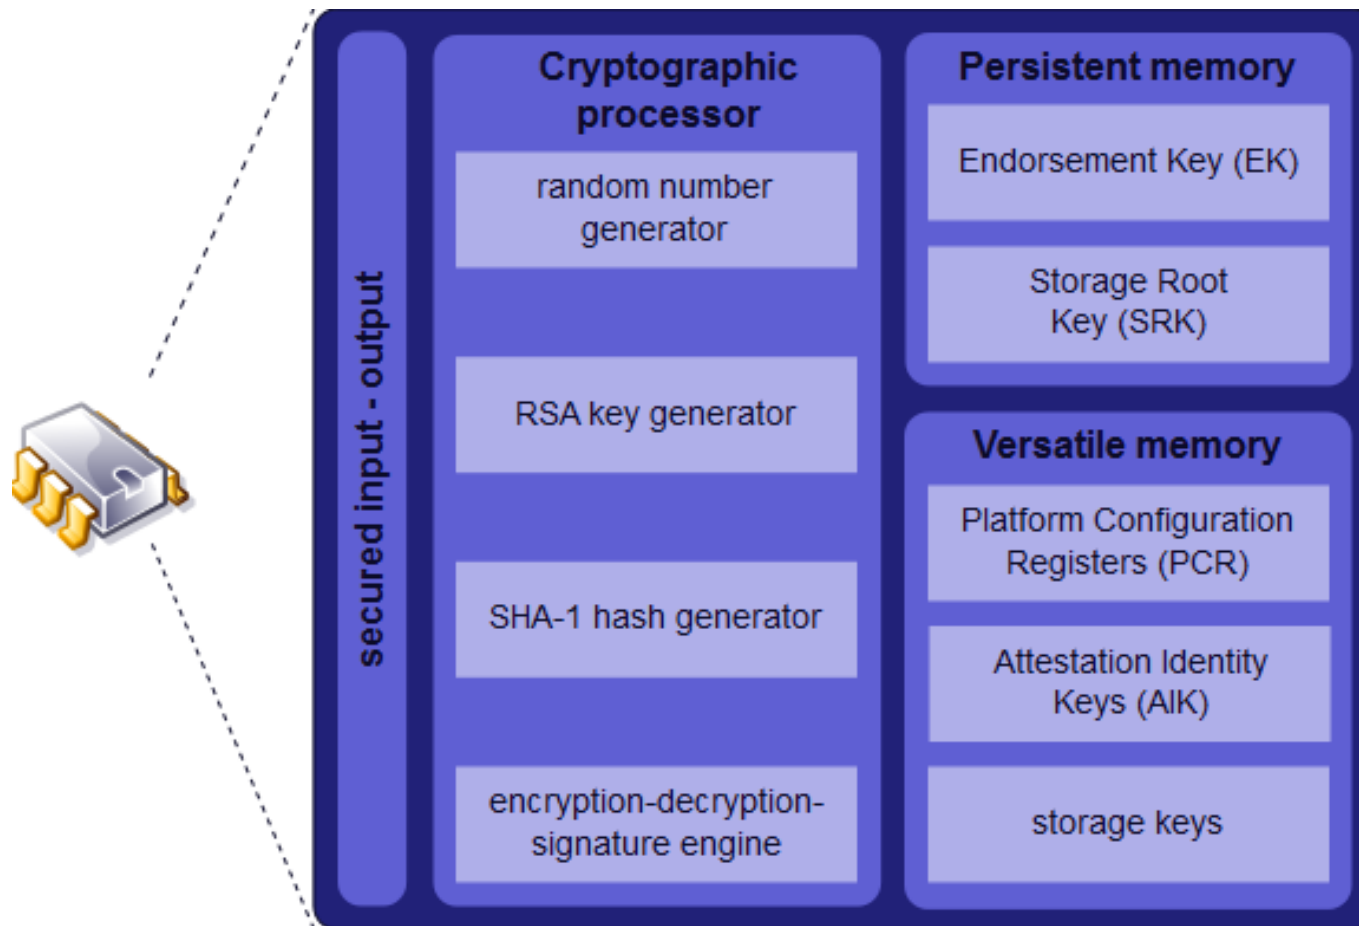 secured input - output
Cryptographic
processor
random number
generator
RSA key generator
SHA-1 hash generator
encryption-decryption-
signature engine
Persistent memory
Endorsement Key (EK)
Storage Root
Key (SRK)
Versatile memory
Platform Configuration
Registers (PCR)
Attestation Identity
Keys (AIK)
storage keys